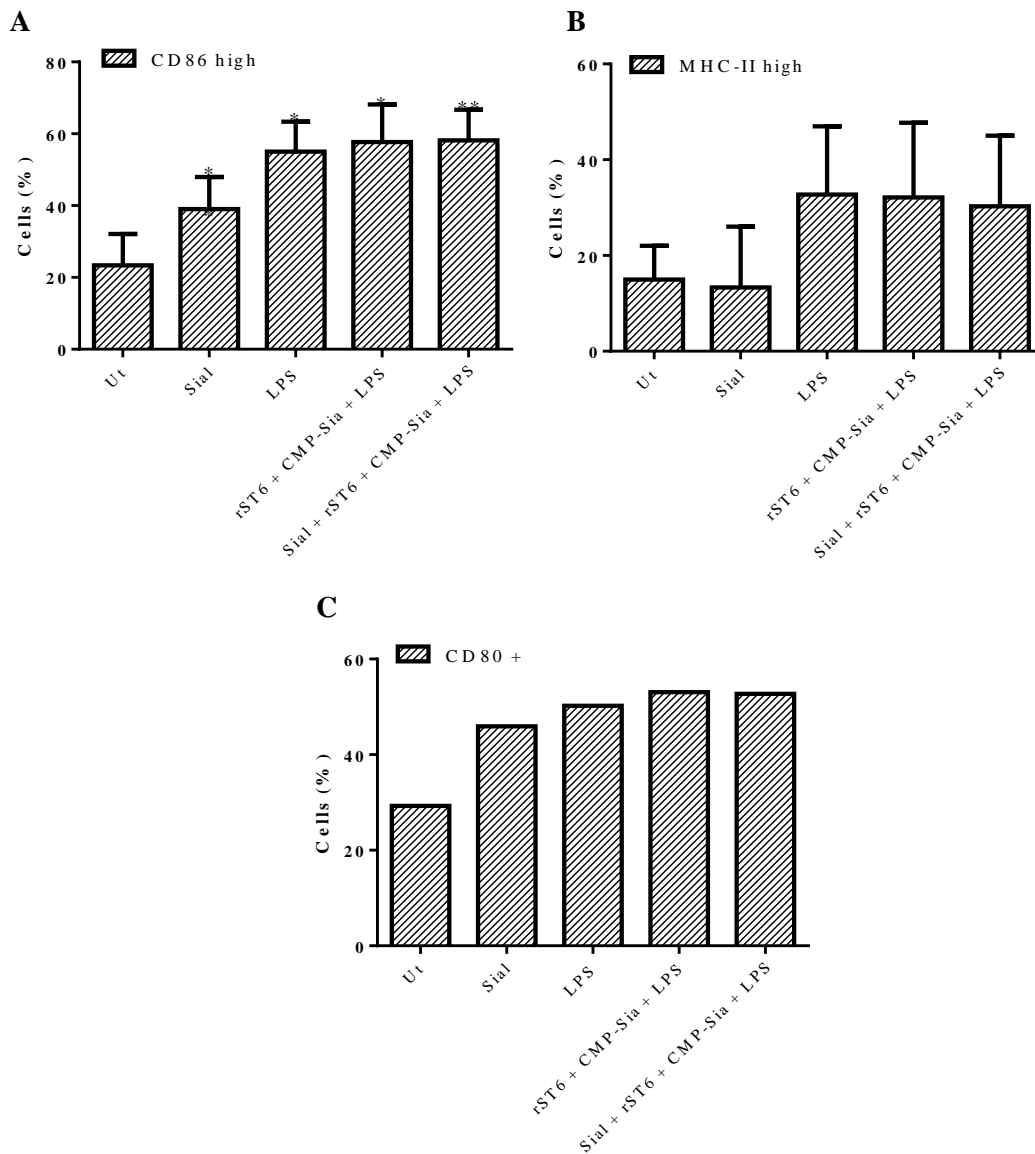 A
CD86 high
Cells (%)
80
60
40
20
0
*
*
*
*
**
Ut
Sial
LPS
rST6 + CMP-Sia + LPS
Sial + rST6 + CMP-Sia + LPS
B
MHC-II high
Cells (%)
60
40
20
0
Ut
Sial
LPS
rST6 + CMP-Sia + LPS
Sial + rST6 + CMP-Sia + LPS
C
CD80 +
Cells (%)
60
40
20
0
Ut
Sial
LPS
rST6 + CMP-Sia + LPS
Sial + rST6 + CMP-Sia + LPS